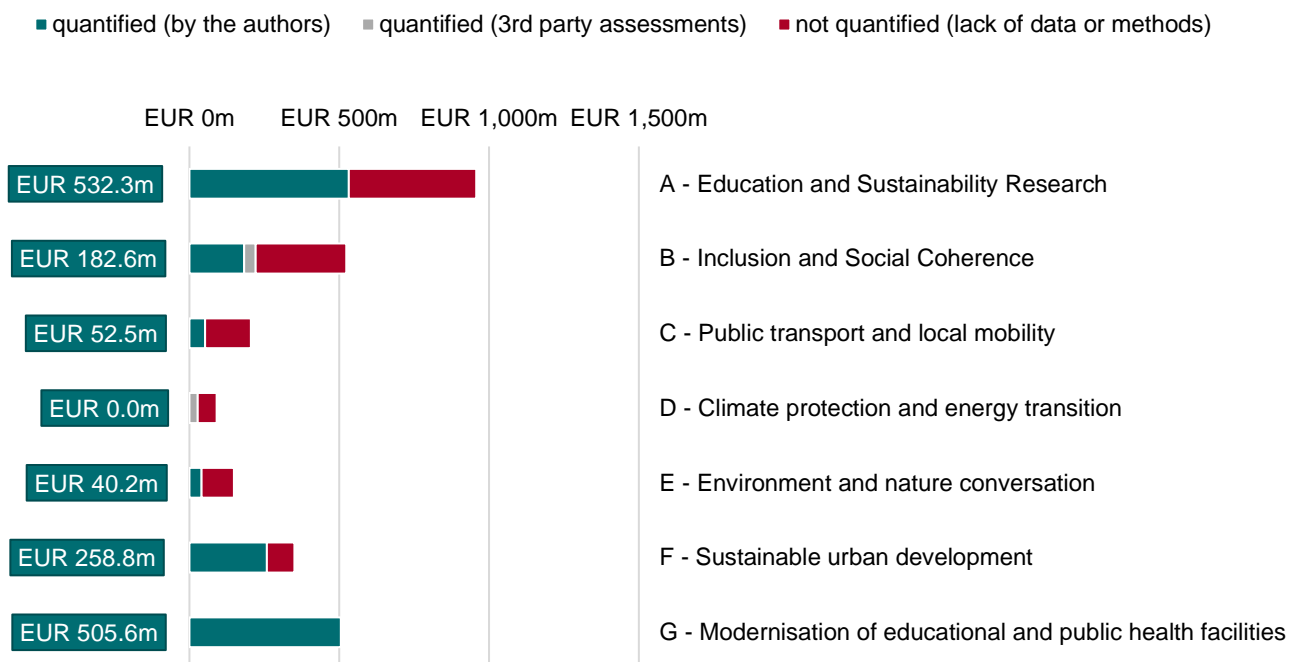 quantified (by the authors) quantified (3rd party assessments) not quantified (lack of data or methods)
EUR 0m EUR 500m EUR 1,000m EUR 1,500m
EUR 532.3m A - Education and Sustainability Research
EUR 182.6m B - Inclusion and Social Coherence
EUR 52.5m C - Public transport and local mobility
EUR 0.0m D - Climate protection and energy transition
EUR 40.2m E - Environment and nature conversation
EUR 258.8m F - Sustainable urban development
EUR 505.6m G - Modernisation of educational and public health facilities